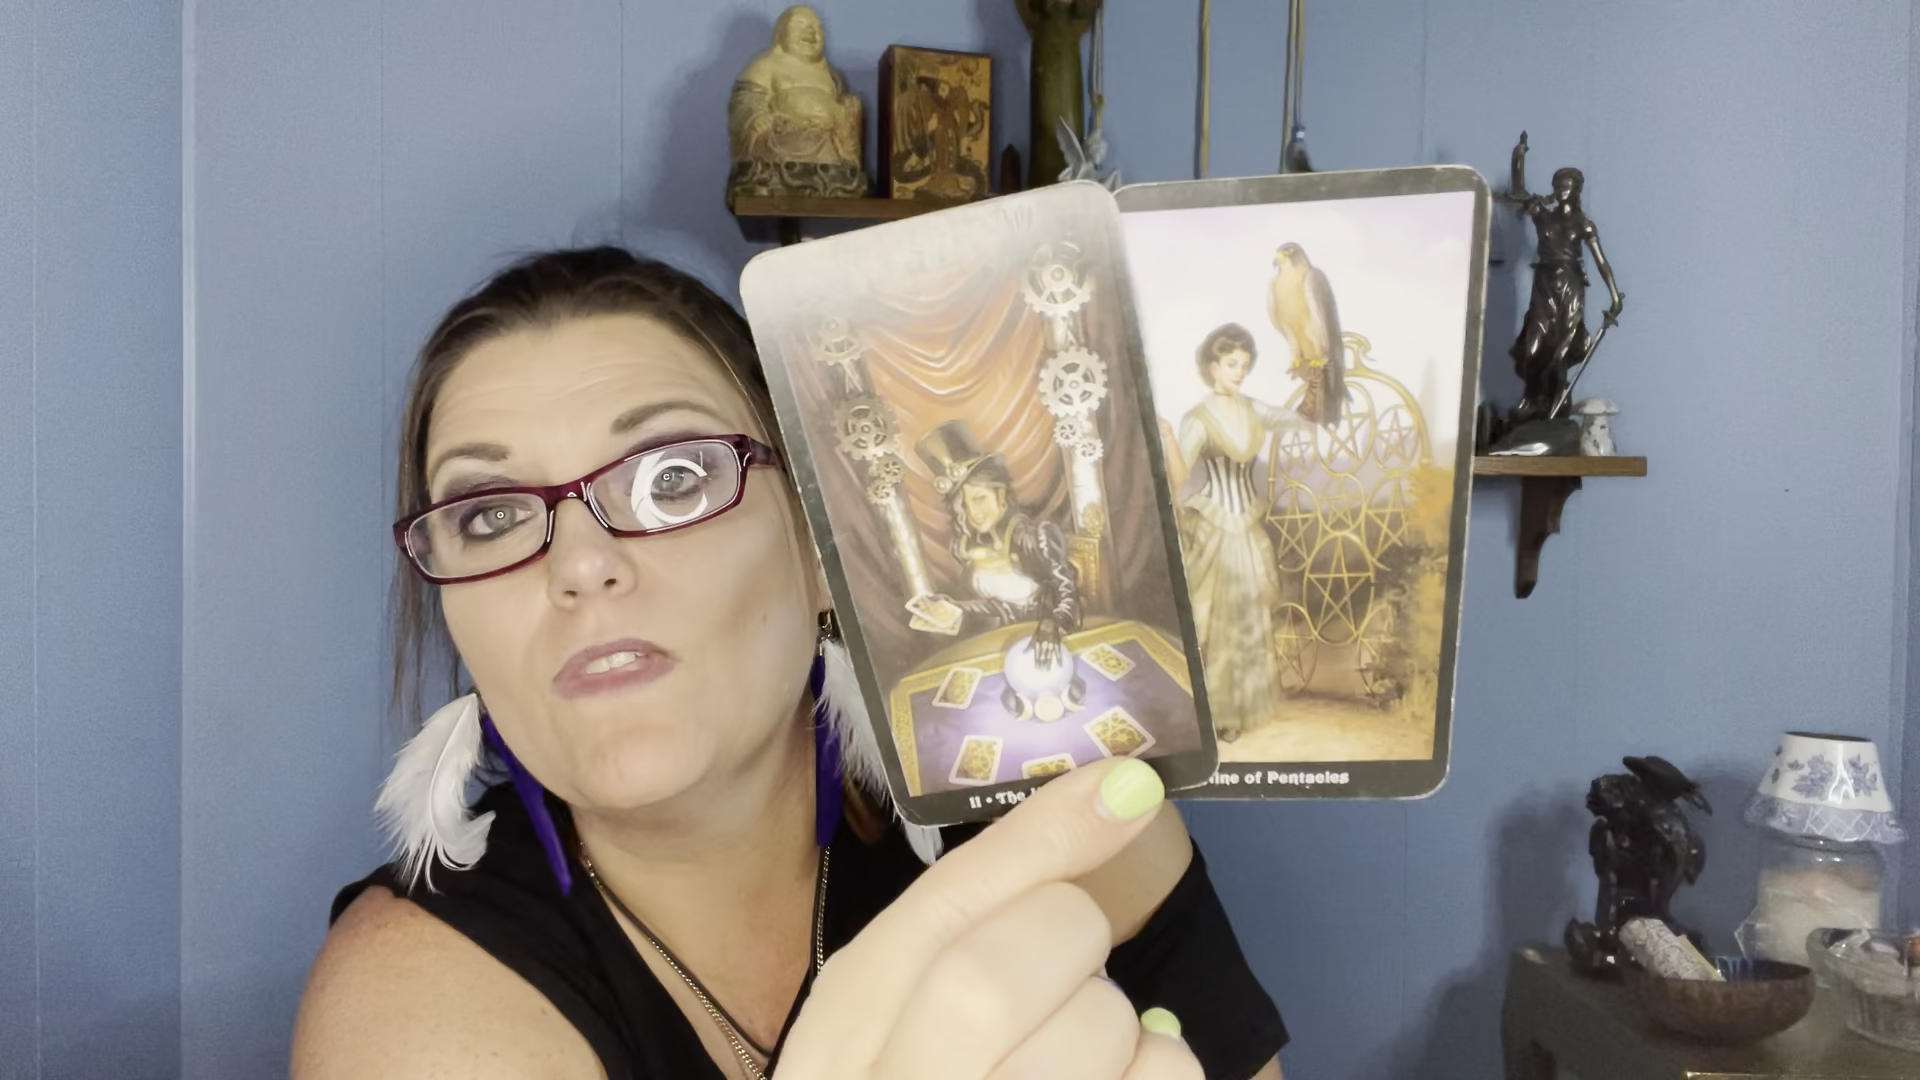 II • The
Nine of Pentacles